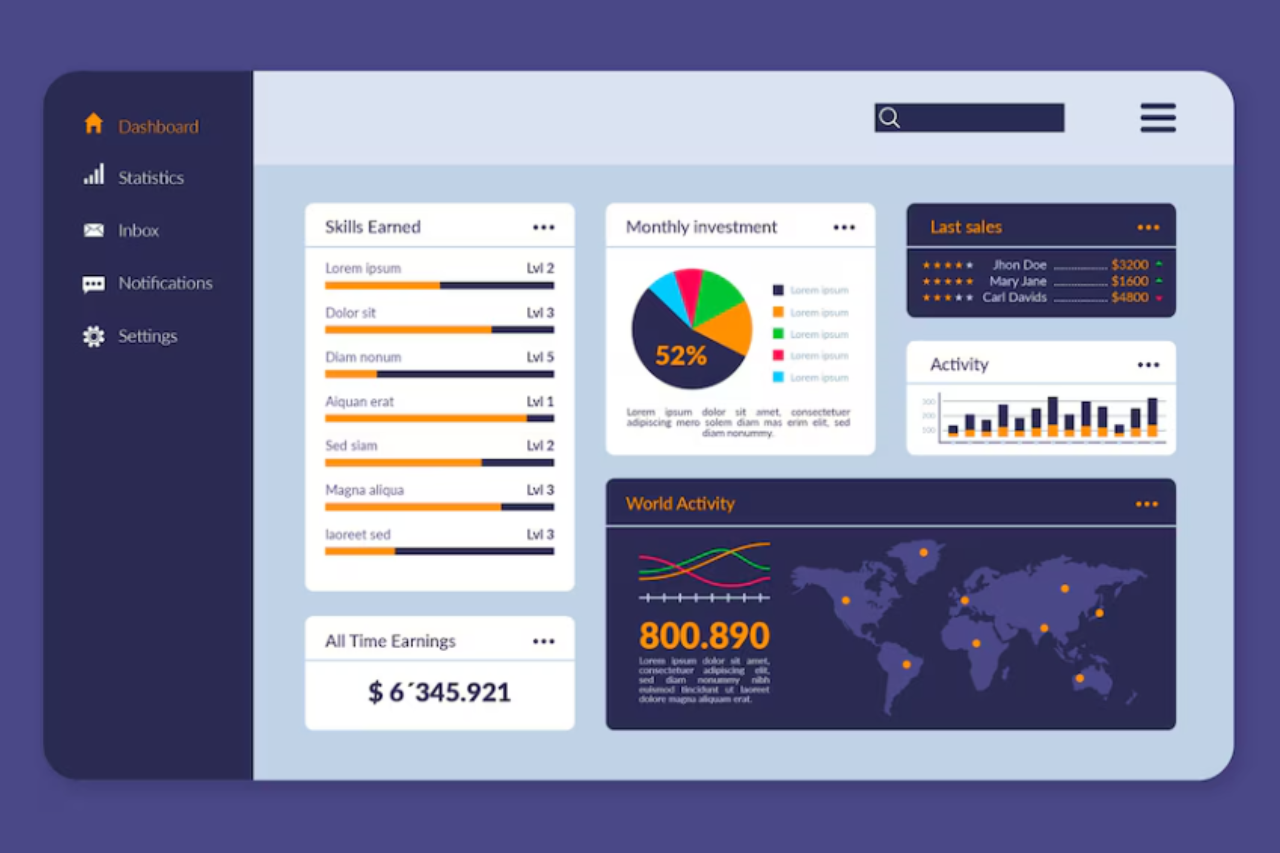 Dashboard
Statistics
Inbox
Notifications
Settings
Skills Earned
Lorem ipsum Lvl 2
Dolor sit Lvl 3
Diam nonum Lvl 5
Aiquan erat Lvl 1
Sed siam Lvl 2
Magna aliqua Lvl 3
laoreet sed Lvl 3
All Time Earnings
$ 6´345.921
Monthly investment
52%
Lorem ipsum
Lorem ipsum
Lorem ipsum
Lorem ipsum
Lorem ipsum
Lorem ipsum dolor sit amet, consectetuer
adipiscing mero solem diam mas erim elit, sed
diam nonummy.
Last sales
Jhon Doe $3200
Mary Jane $1600
Carl Davids $4800
Activity
300
200
100
World Activity
800.890
Lorem ipsum dolor sit amet,
consectetuer adipiscing elit,
sed diam nonummy nibh
euismod tincidunt ut laoreet
dolore magna aliquam erat.